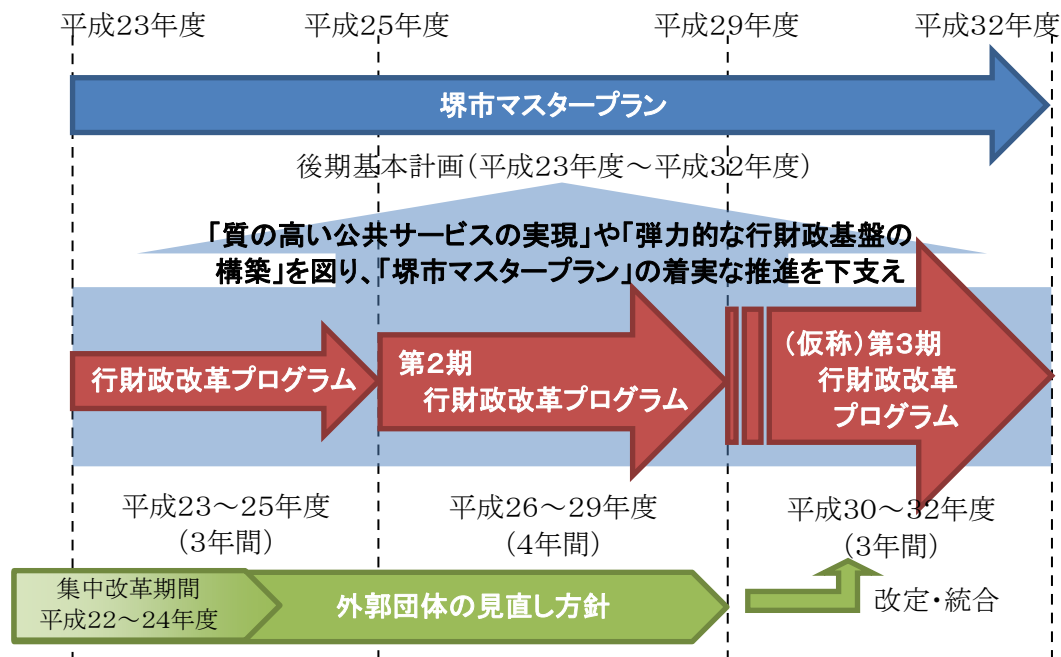 平成23年度
平成25年度
平成29年度
平成32年度
堺市マスタープラン
後期基本計画(平成23年度～平成32年度)
「質の高い公共サービスの実現」や「弾力的な行財政基盤の
構築」を図り、「堺市マスタープラン」の着実な推進を下支え
行財政改革プログラム
第2期
行財政改革プログラム
(仮称)第3期
行財政改革
プログラム
平成23～25年度
(3年間)
平成26～29年度
(4年間)
平成30～32年度
(3年間)
集中改革期間
平成22～24年度
外郭団体の見直し方針
改定・統合